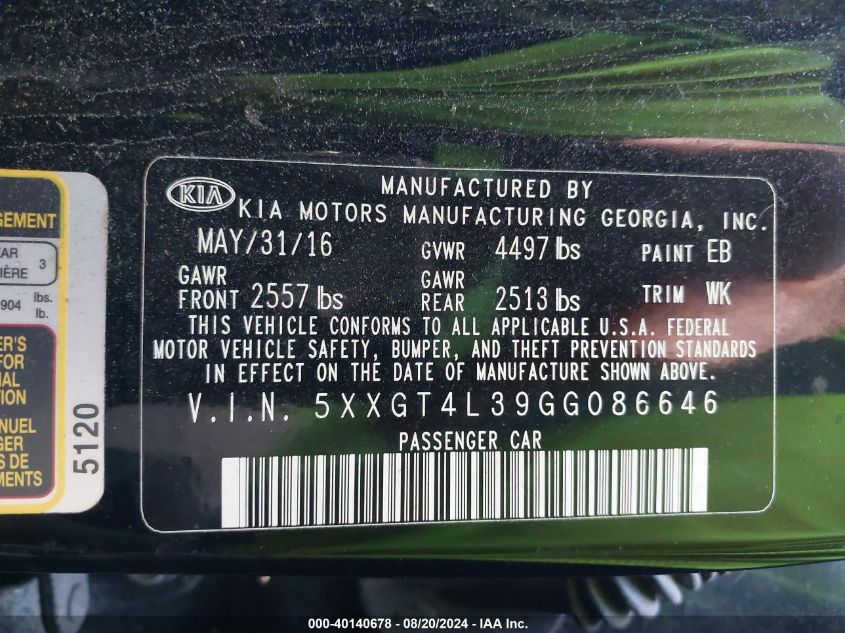 KIA
MANUFACTURED BY
KIA MOTORS MANUFACTURING GEORGIA, INC.
MAY/31/16 GVWR 4497 lbs PAINT EB
GAWR FRONT 2557 lbs GAWR REAR 2513 lbs TRIM WK
THIS VEHICLE CONFORMS TO ALL APPLICABLE U.S.A. FEDERAL
MOTOR VEHICLE SAFETY, BUMPER, AND THEFT PREVENTION STANDARDS
IN EFFECT ON THE DATE OF MANUFACTURE SHOWN ABOVE.
V.I.N. 5XXGT4L39GG086646
PASSENGER CAR
GEMENT
AR
IÈRE 3
904 lbs.
lb.
ER'S
FOR
NAL
TION
NUEL
GER
S DE
MENTS
5120
000-40140678 - 08/20/2024 - IAA Inc.